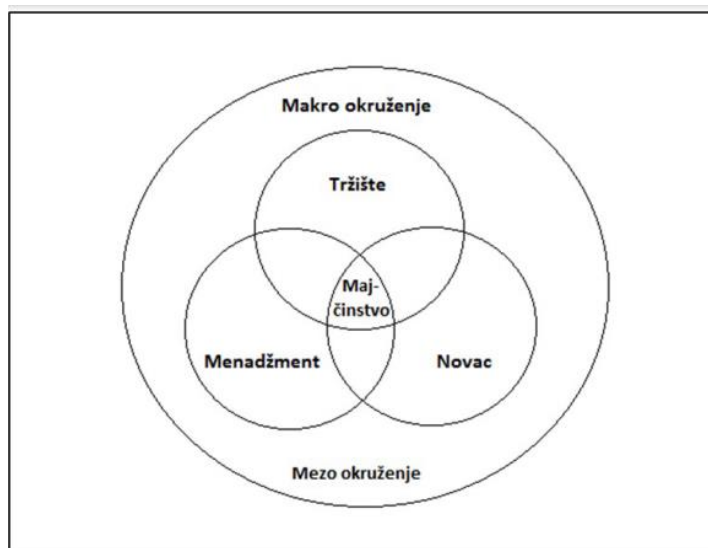 Makro okruženje
Tržište
Maj-
činstvo
Menadžment
Novac
Mezo okruženje